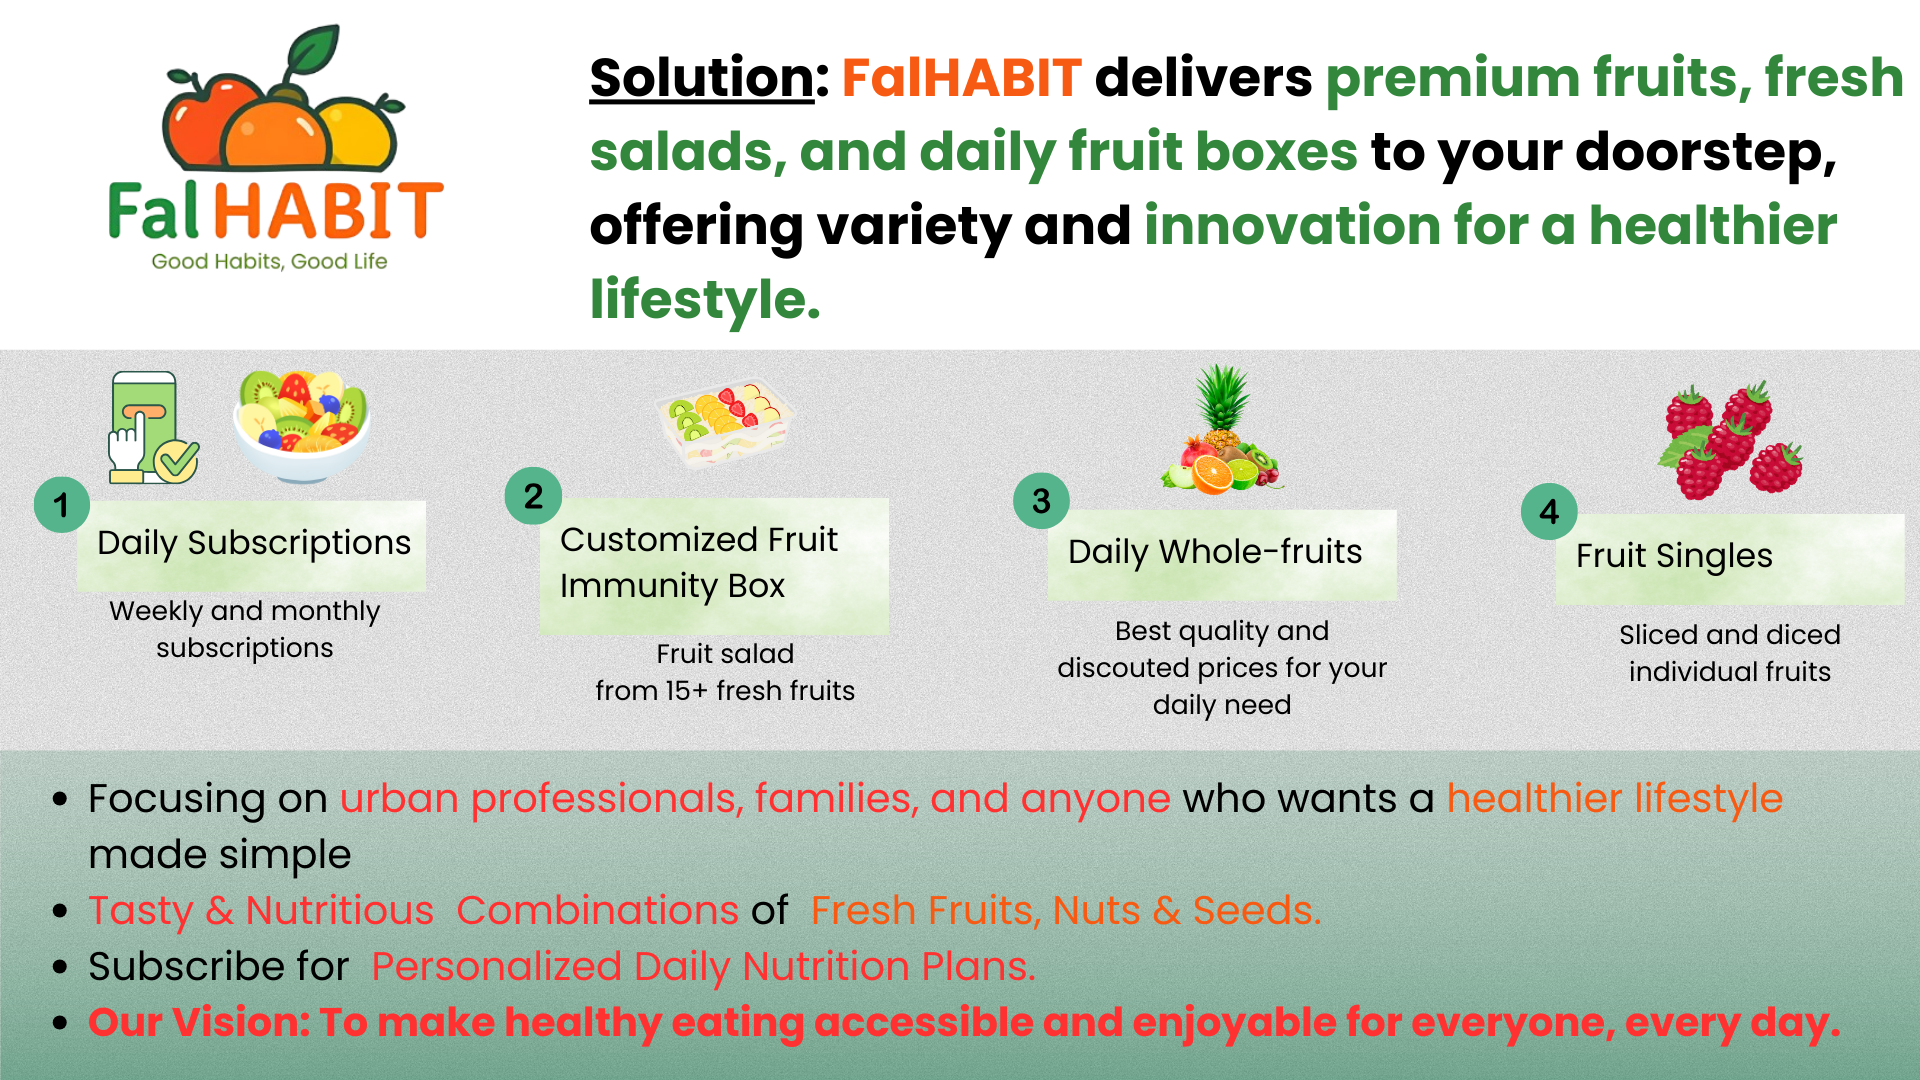 Fal HABIT
Good Habits, Good Life
Solution: FalHABIT delivers premium fruits, fresh
salads, and daily fruit boxes to your doorstep,
offering variety and innovation for a healthier
lifestyle.
1
Daily Subscriptions
Weekly and monthly
subscriptions
2
Customized Fruit
Immunity Box
Fruit salad
from 15+ fresh fruits
3
Daily Whole-fruits
Best quality and
discouted prices for your
daily need
4
Fruit Singles
Sliced and diced
individual fruits
• Focusing on urban professionals, families, and anyone who wants a healthier lifestyle
made simple
• Tasty & Nutritious Combinations of Fresh Fruits, Nuts & Seeds.
• Subscribe for Personalized Daily Nutrition Plans.
• Our Vision: To make healthy eating accessible and enjoyable for everyone, every day.